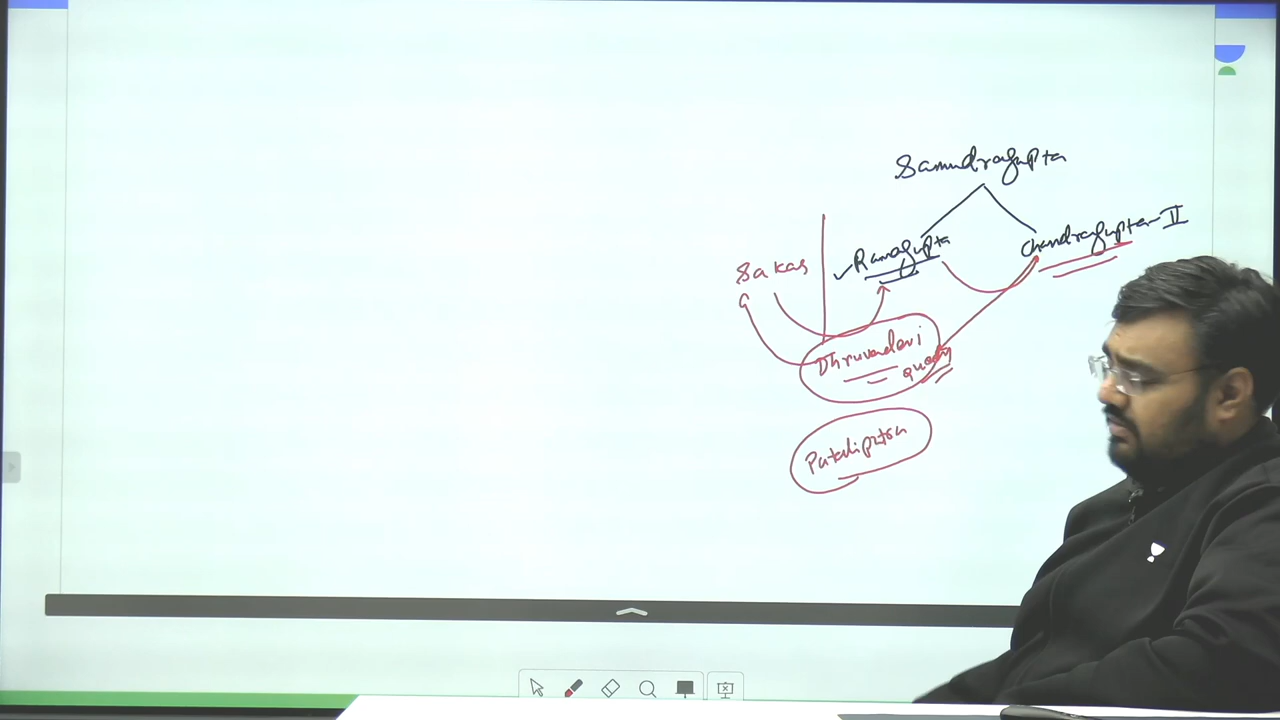 Samudragupta
Ramagupta
Chandragupta-II
Sakas
Dhruvadevi
queen
Pataliputra